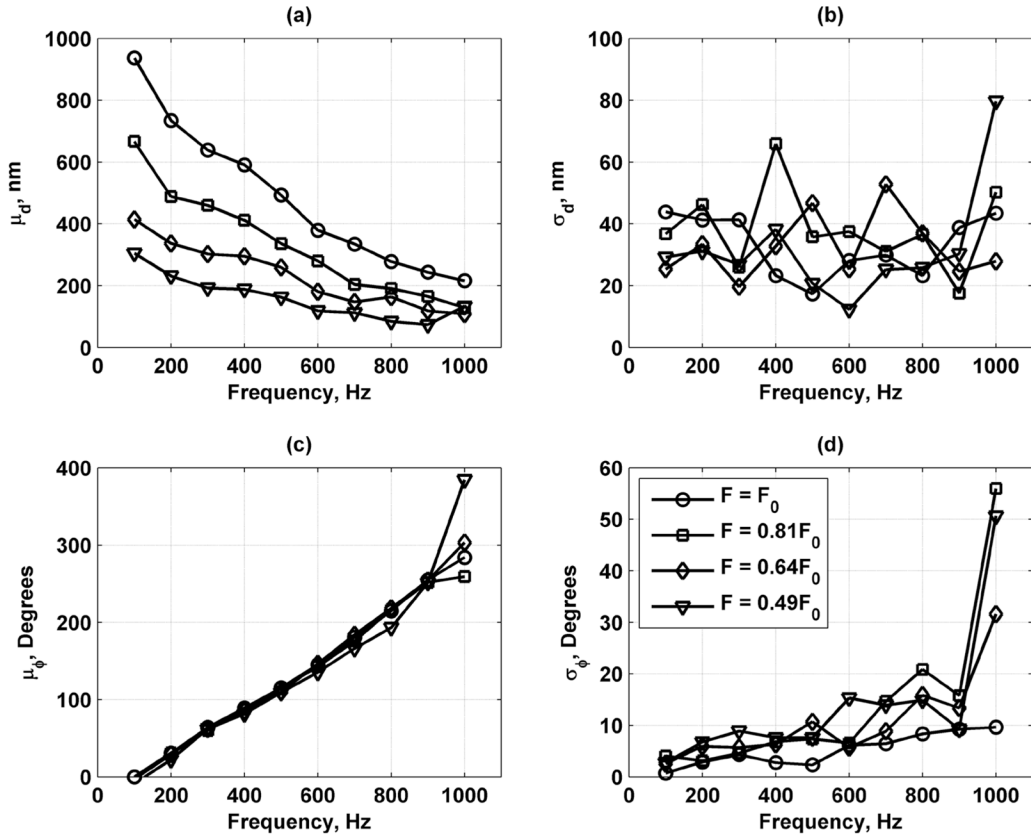 (a)
1000
800
600
400
200
0
μd, nm
0 200 400 600 800 1000
Frequency, Hz
(b)
100
80
60
40
20
0
σd, nm
0 200 400 600 800 1000
Frequency, Hz
(c)
400
300
200
100
0
μϕ, Degrees
0 200 400 600 800 1000
Frequency, Hz
(d)
60
50
40
30
20
10
0
σϕ, Degrees
F = F0
F = 0.81F0
F = 0.64F0
F = 0.49F0
0 200 400 600 800 1000
Frequency, Hz